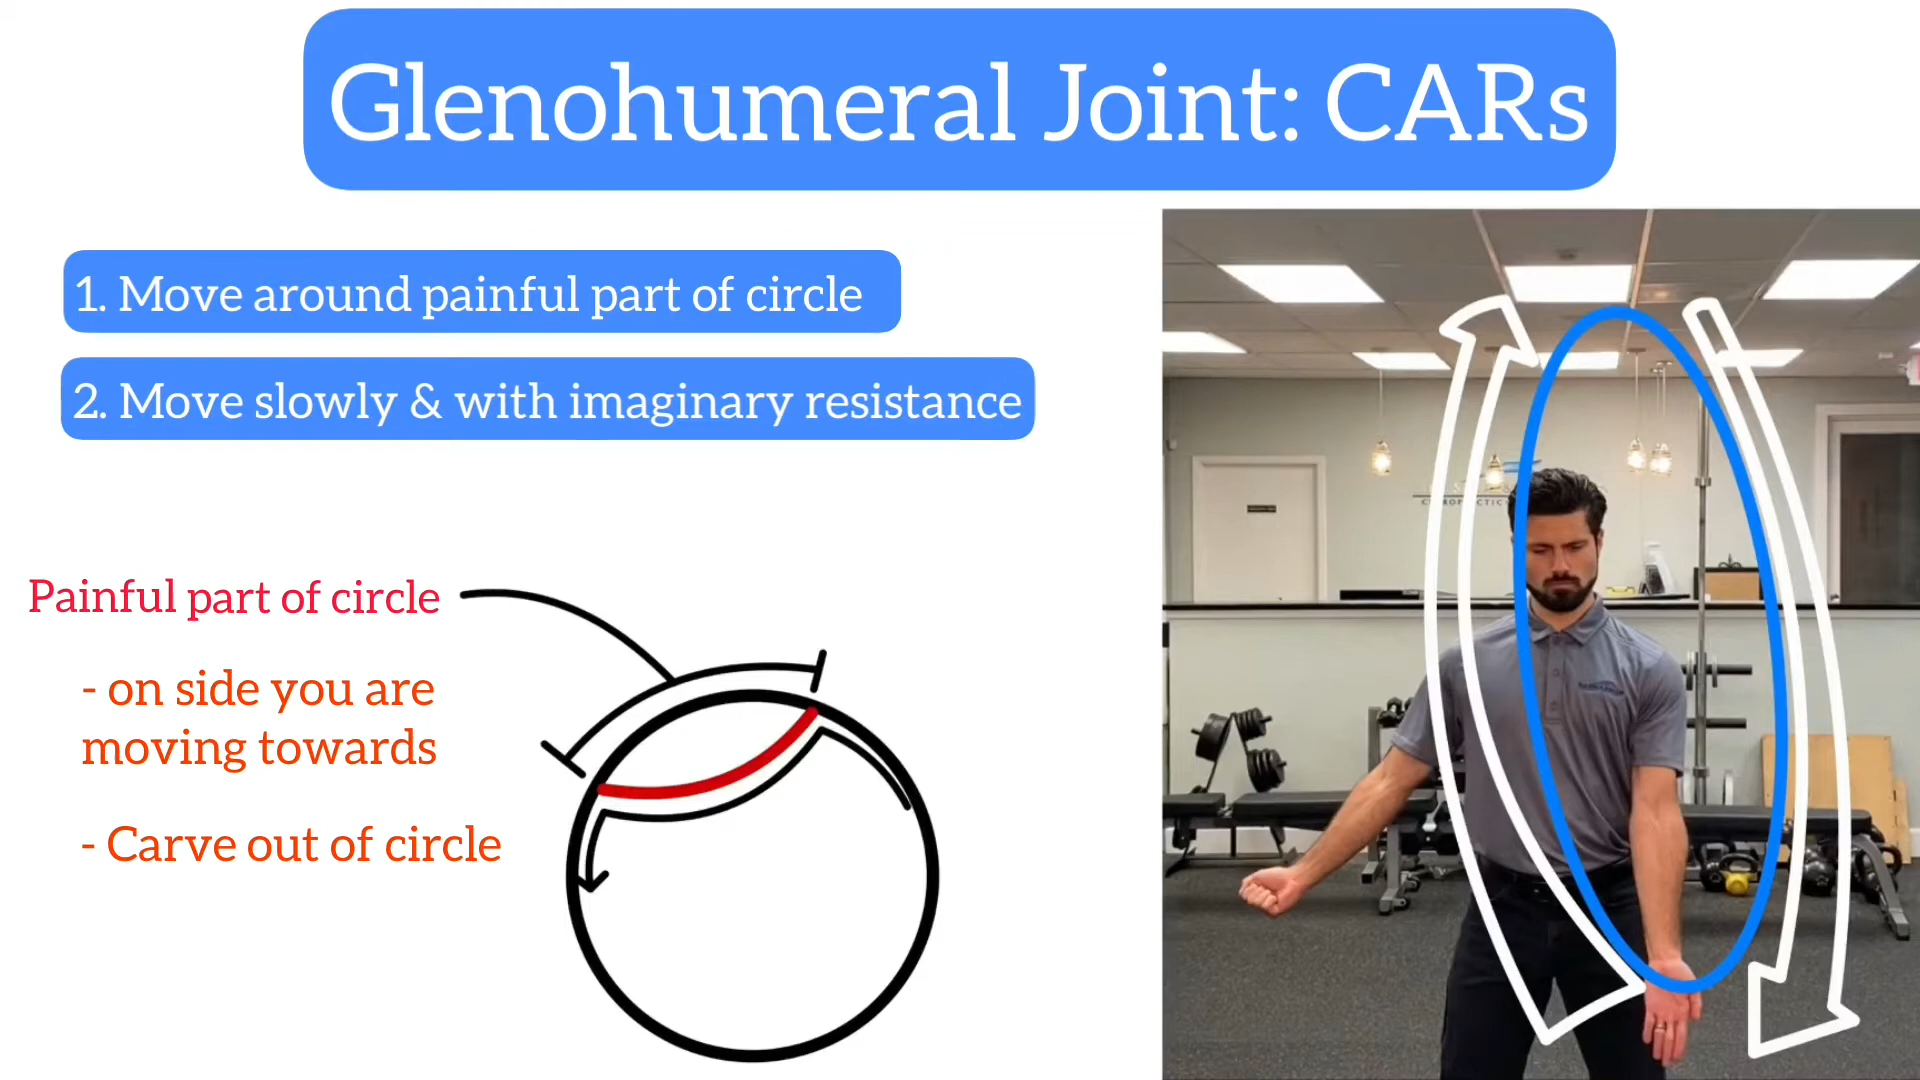 Glenohumeral Joint: CARs
1. Move around painful part of circle
2. Move slowly & with imaginary resistance
Painful part of circle
- on side you are
moving towards
- Carve out of circle